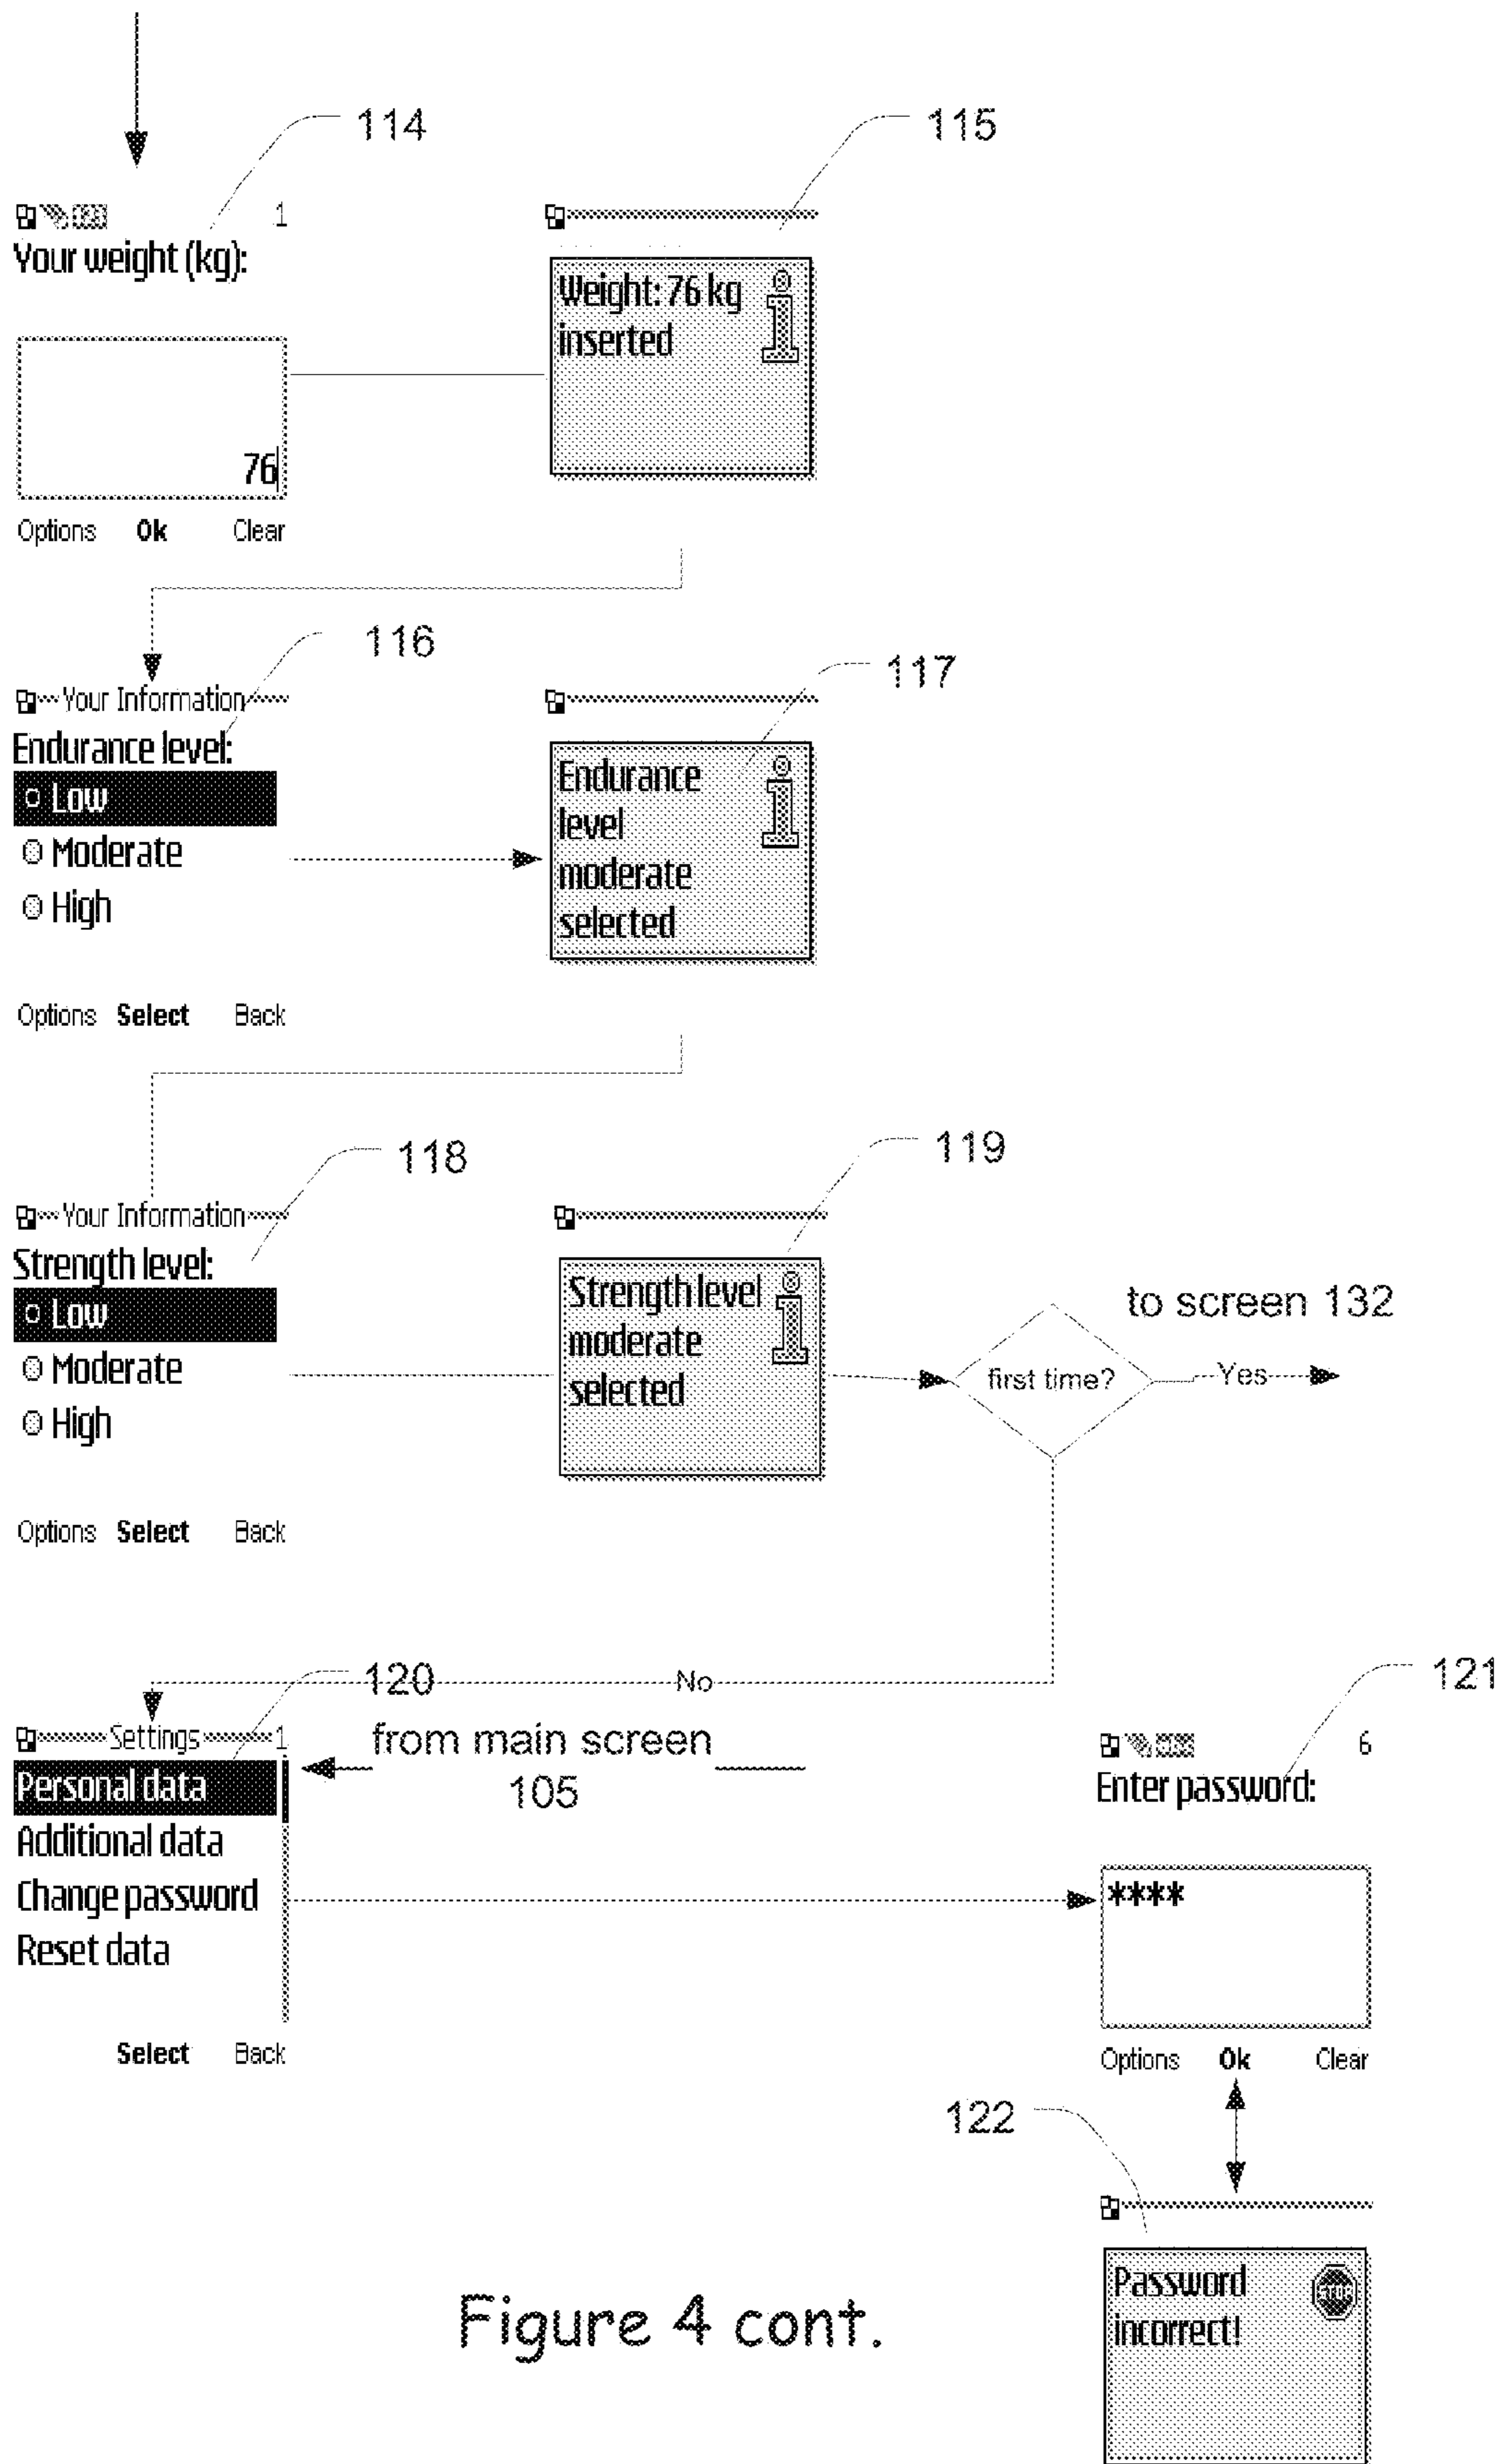 114
115
1
Your weight (kg):
Weight: 76 kg
inserted
76
Options Ok Clear
116
117
Your Information
Endurance level:
Low
Moderate
High
Endurance
level
moderate
selected
Options Select Back
118
119
Your Information
Strength level:
Low
Moderate
High
Strength level
moderate
selected
to screen 132
first time?
Yes
Options Select Back
120
No
121
Settings 1
Personal data
Additional data
Change password
Reset data
from main screen
105
6
Enter password:
****
Select Back
Options Ok Clear
122
Password
incorrect!
STOP
Figure 4 cont.